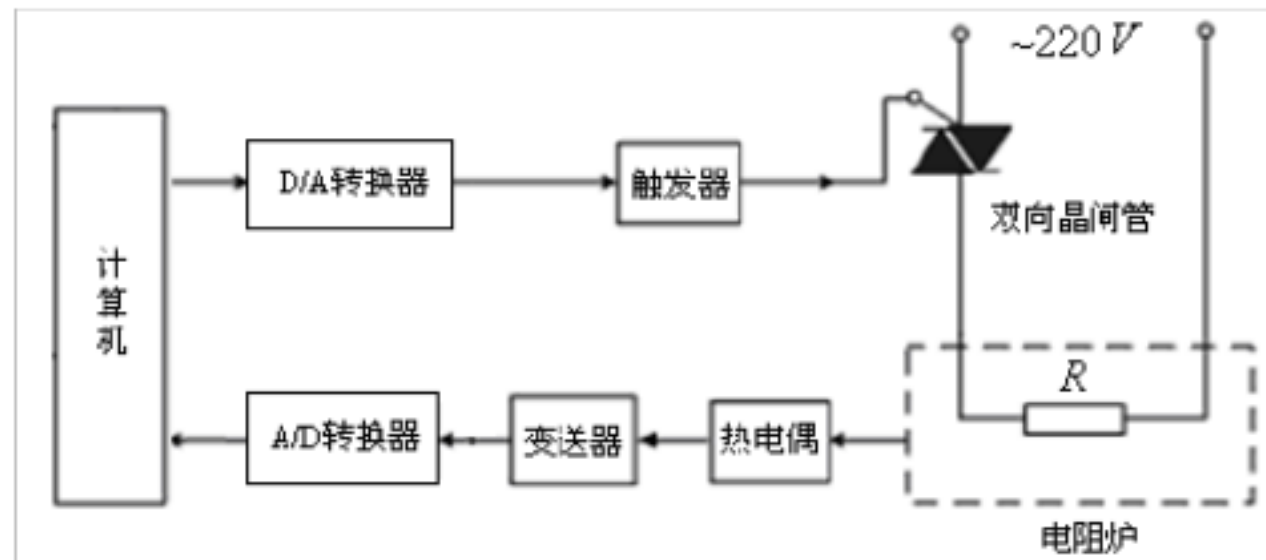 ~220V
D/A转换器
触发器
双向晶闸管
计算机
R
A/D转换器
变送器
热电偶
电阻炉